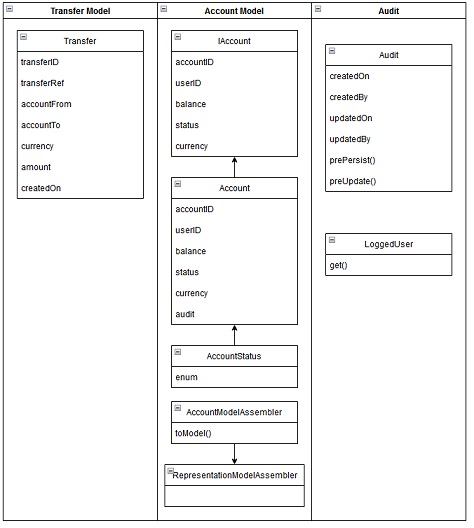 Transfer Model
Account Model
Audit
Transfer
transferID
transferRef
accountFrom
accountTo
currency
amount
createdOn
IAccount
accountID
userID
balance
status
currency
Account
accountID
userID
balance
status
currency
audit
AccountStatus
enum
AccountModelAssembler
toModel()
RepresentationModelAssembler
Audit
createdOn
createdBy
updatedOn
updatedBy
prePersist()
preUpdate()
LoggedUser
get()